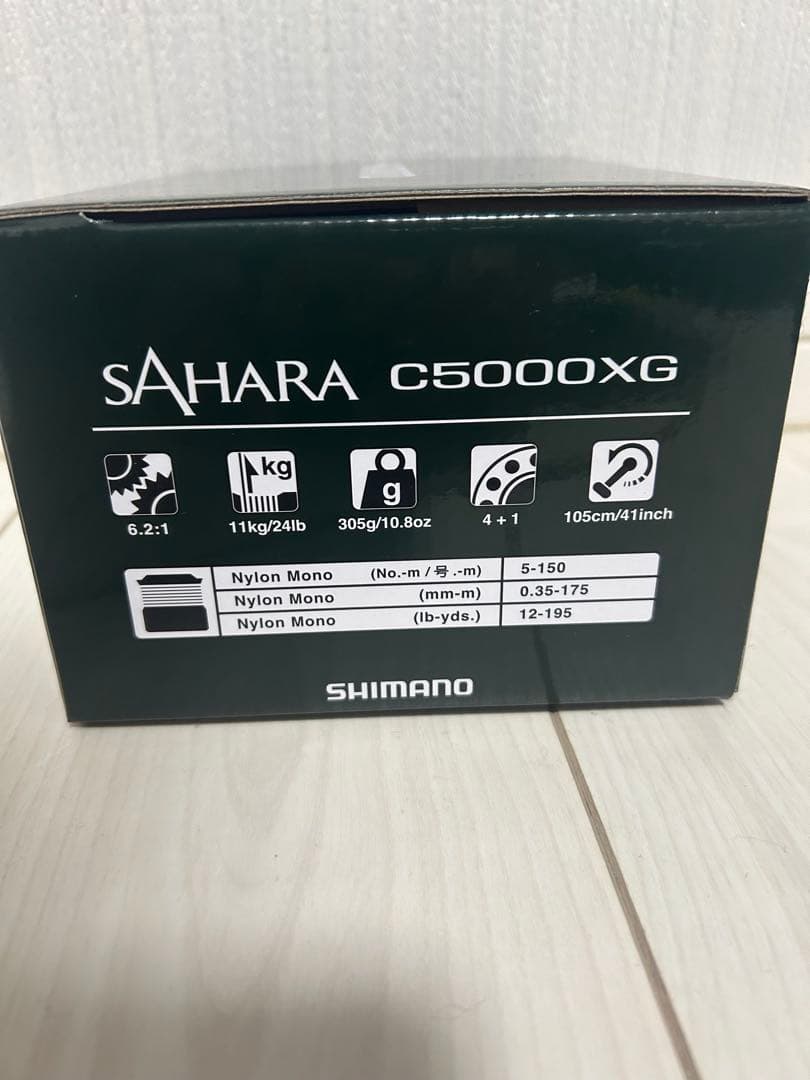 SAHARA C5000XG
kg
g
6.2:1 11kg/24lb 305g/10.8oz 4 + 1 105cm/41inch
Nylon Mono (No.-m / 号.-m) 5-150
Nylon Mono (mm-m) 0.35-175
Nylon Mono (lb-yds.) 12-195
SHIMANO